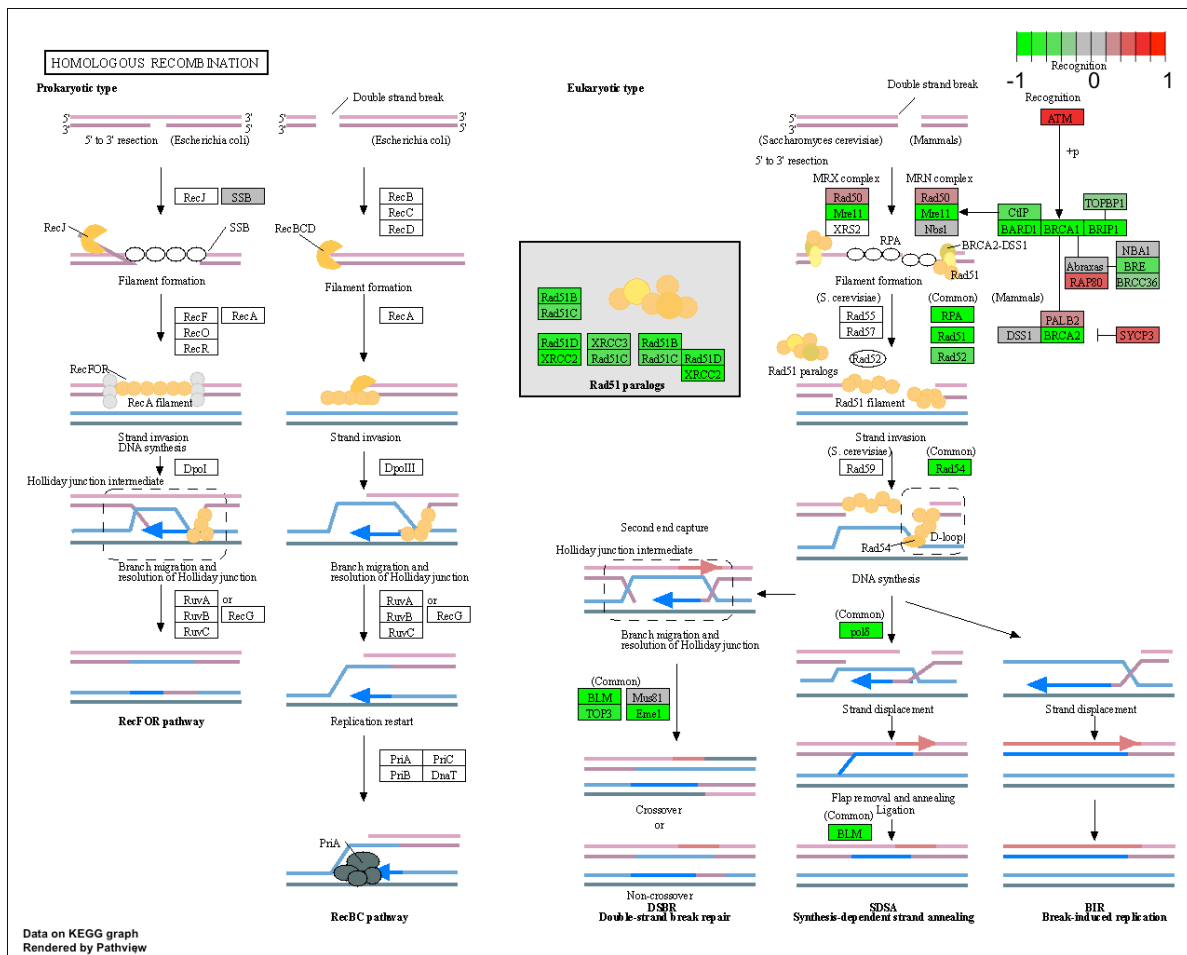 HOMOLOGOUS RECOMBINATION
Prokaryotic type
Double strand break
5' 3'
3' 5'
5' 3'
3' 5'
5' to 3' resection (Escherichia coli)
(Escherichia coli)
RecJ SSB
RecB
RecC
RecD
RecJ
SSB
RecBCD
Filament formation
Filament formation
RecF RecA
RecO
RecR
RecA
RecFOR
RecA filament
Strand invasion
DNA synthesis
Strand invasion
DpoI
DpoIII
Holliday junction intermediate
Branch migration and
resolution of Holliday junction
Branch migration and
resolution of Holliday junction
RuvA or
RuvB RecG
RuvC
RuvA or
RuvB RecG
RuvC
RecFOR pathway
Replication restart
PriA PriC
PriB DnaT
PriA
RecBC pathway
Eukaryotic type
Double strand break
Recognition
-1 0 1
Recognition
ATM
+p
(Saccharomyces cerevisiae) (Mammals)
5' to 3' resection
MRX complex
Rad50
Mre11
XRS2
MRN complex
Rad50
Mre11
Nbs1
CtIP
TOPBP1
BARD1 BRCA1 BRIP1
RPA
BRCA2-DSS1
Rad51
Abraxas
RAP80
NBA1
BRE
BRCC36
Filament formation
(S. cerevisiae)
Rad55
Rad57
Rad52
(Common)
RPA
Rad51
Rad52
(Mammals)
PALB2
DSS1 BRCA2
SYCP3
Rad51B
Rad51C
Rad51D
XRCC2
XRCC3
Rad51C
Rad51B
Rad51C Rad51D
XRCC2
Rad51 paralogs
Rad51 paralogs
Rad51 filament
Strand invasion
(S. cerevisiae)
Rad59
(Common)
Rad54
Rad54
D-loop
DNA synthesis
Second end capture
Holliday junction intermediate
Branch migration and
resolution of Holliday junction
(Common)
polδ
(Common)
BLM Mus81
TOP3 Eme1
Strand displacement
Strand displacement
Crossover
or
Flap removal and annealing
Ligation
(Common)
BLM
Non-crossover
DSBR
Double-strand break repair
SDSA
Synthesis-dependent strand annealing
BIR
Break-induced replication
Data on KEGG graph
Rendered by Pathview